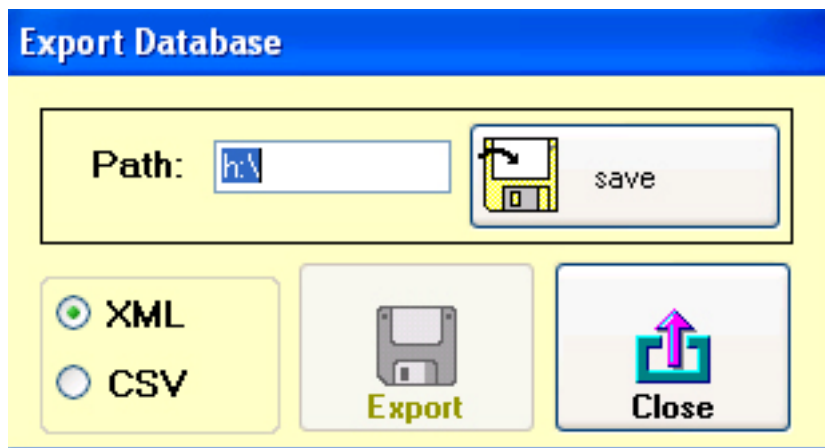 Export Database
Path: h:\ save
XML
CSV
Export
Close